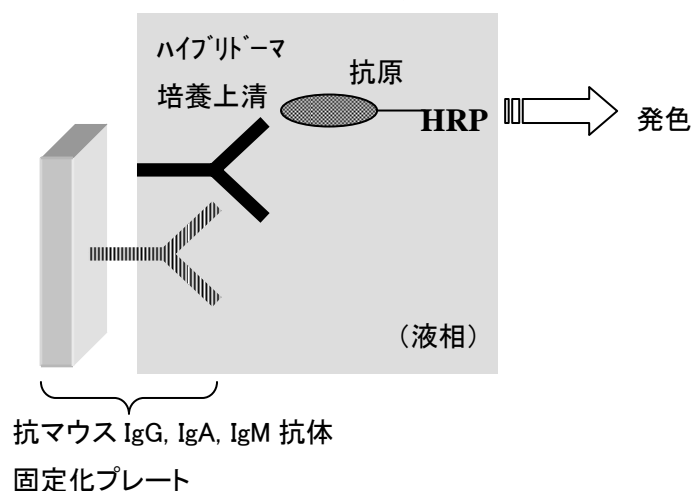 ﾊｲﾌﾞﾘﾄﾞｰﾏ
培養上清
抗原
HRP
発色
（液相）
抗マウス IgG, IgA, IgM 抗体
固定化プレート